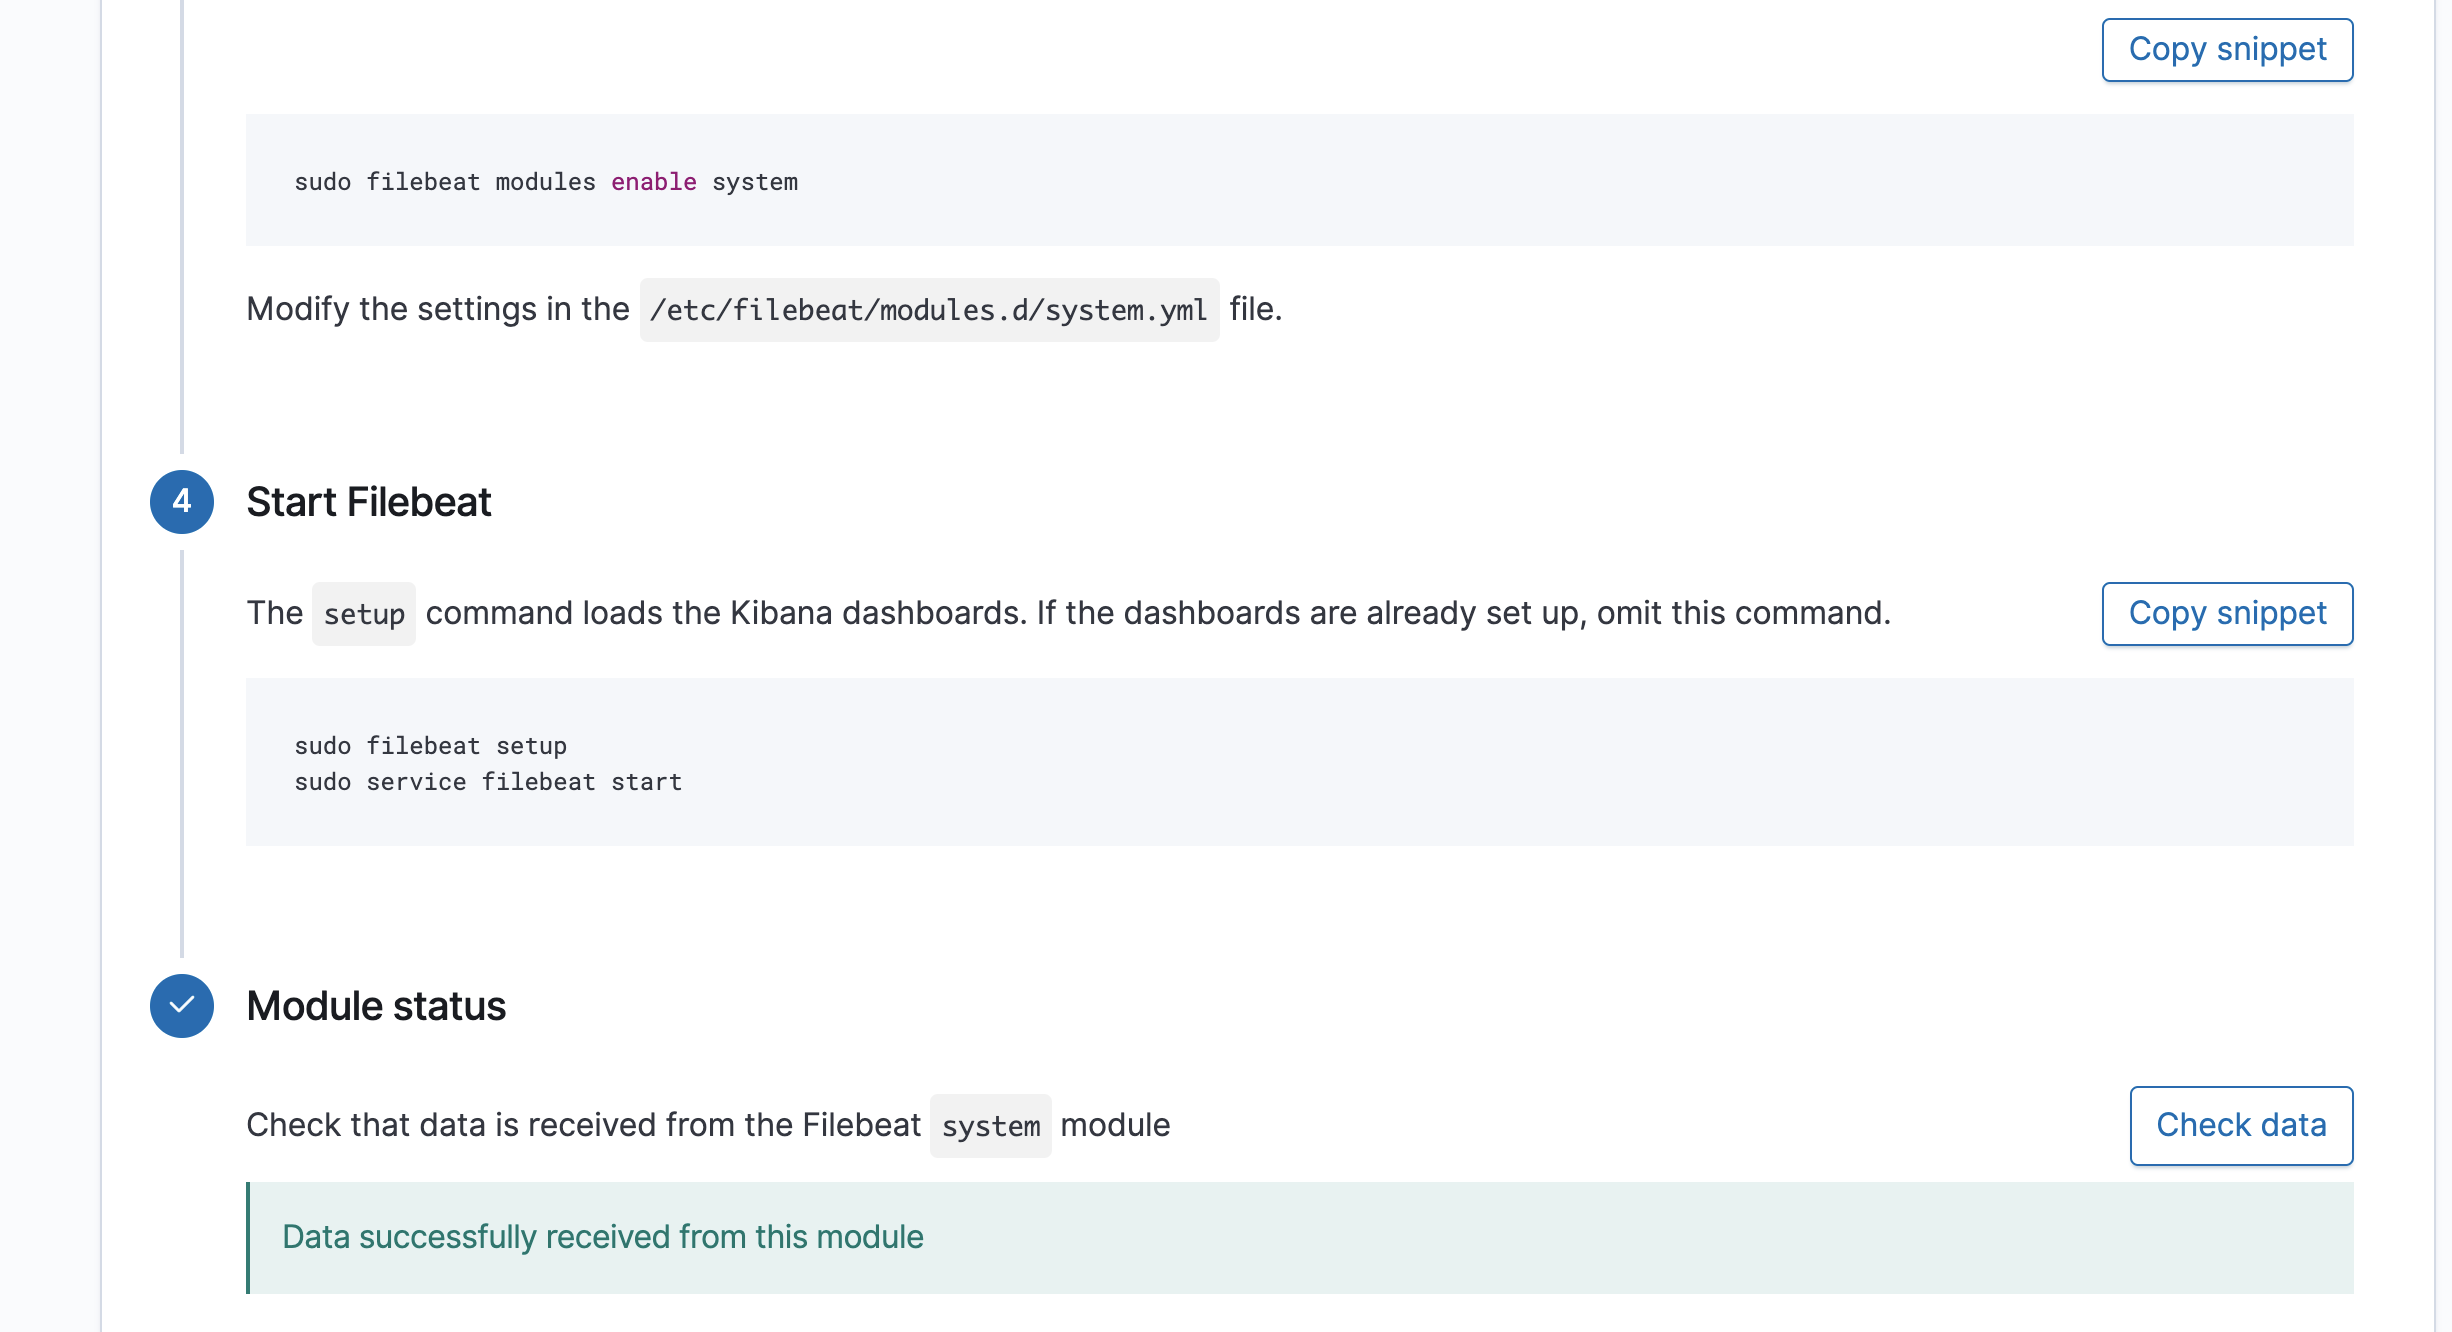 Copy snippet
sudo filebeat modules enable system
Modify the settings in the /etc/filebeat/modules.d/system.yml file.
4 Start Filebeat
The setup command loads the Kibana dashboards. If the dashboards are already set up, omit this command. Copy snippet
sudo filebeat setup
sudo service filebeat start
Module status
Check that data is received from the Filebeat system module Check data
Data successfully received from this module